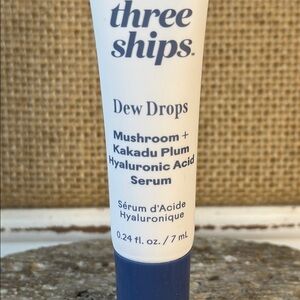 three
ships.
Dew Drops
Mushroom +
Kakadu Plum
Hyaluronic Acid
Serum
Sérum d'Acide
Hyaluronique
0.24 fl. oz. / 7 mL